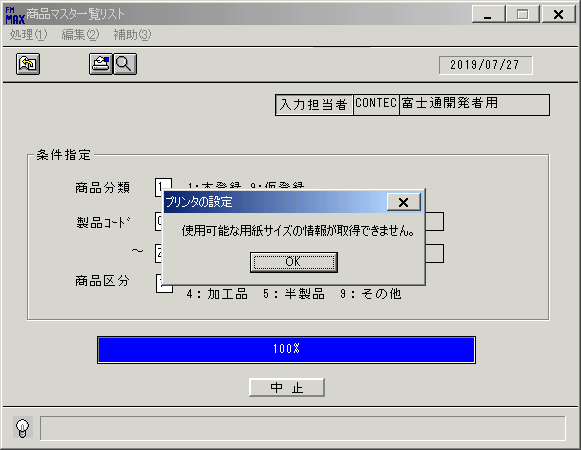 FM MAX 商品マスター覧リスト
処理(1) 編集(2) 補助(3)
2019/07/27
入力担当者 CONTEC 富士通開発者用
条件指定
商品分類 1 1:本登録 9:仮登録
プリンタの設定
製品ｺｰﾄﾞ
使用可能な用紙サイズの情報が取得できません。
～
OK
商品区分
4:加工品 5:半製品 9:その他
100%
中 止